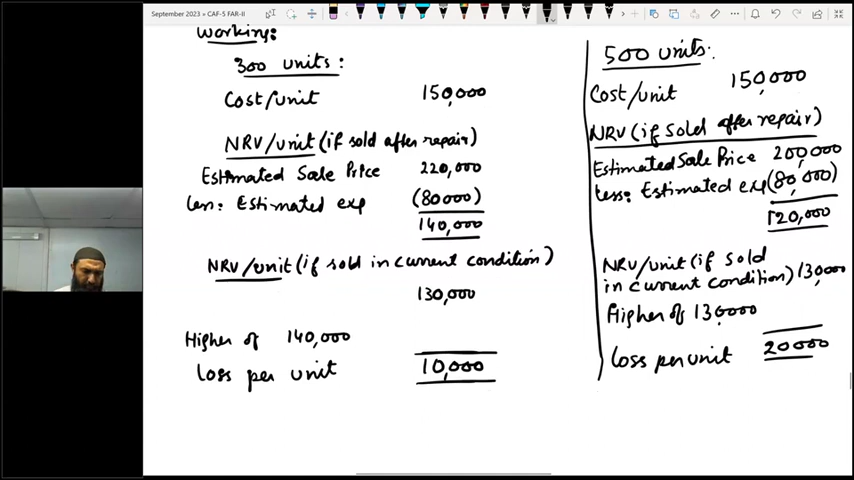 September 2023 » CAF-5 FAR-II
Working:
300 units:
Cost/unit 150,000
NRV/unit (if sold after repair)
Estimated Sale Price 220,000
Less: Estimated exp (80000)
140,000
NRV/unit (if sold in current condition)
130,000
Higher of 140,000
Loss per unit 10,000
500 units:
Cost/unit 150,000
NRV (if sold after repair)
Estimated Sale Price 200,000
Less: Estimated exp (80,000)
120,000
NRV/unit (if sold
in current condition) 130,000
Higher of 130,000
Loss per unit 20000